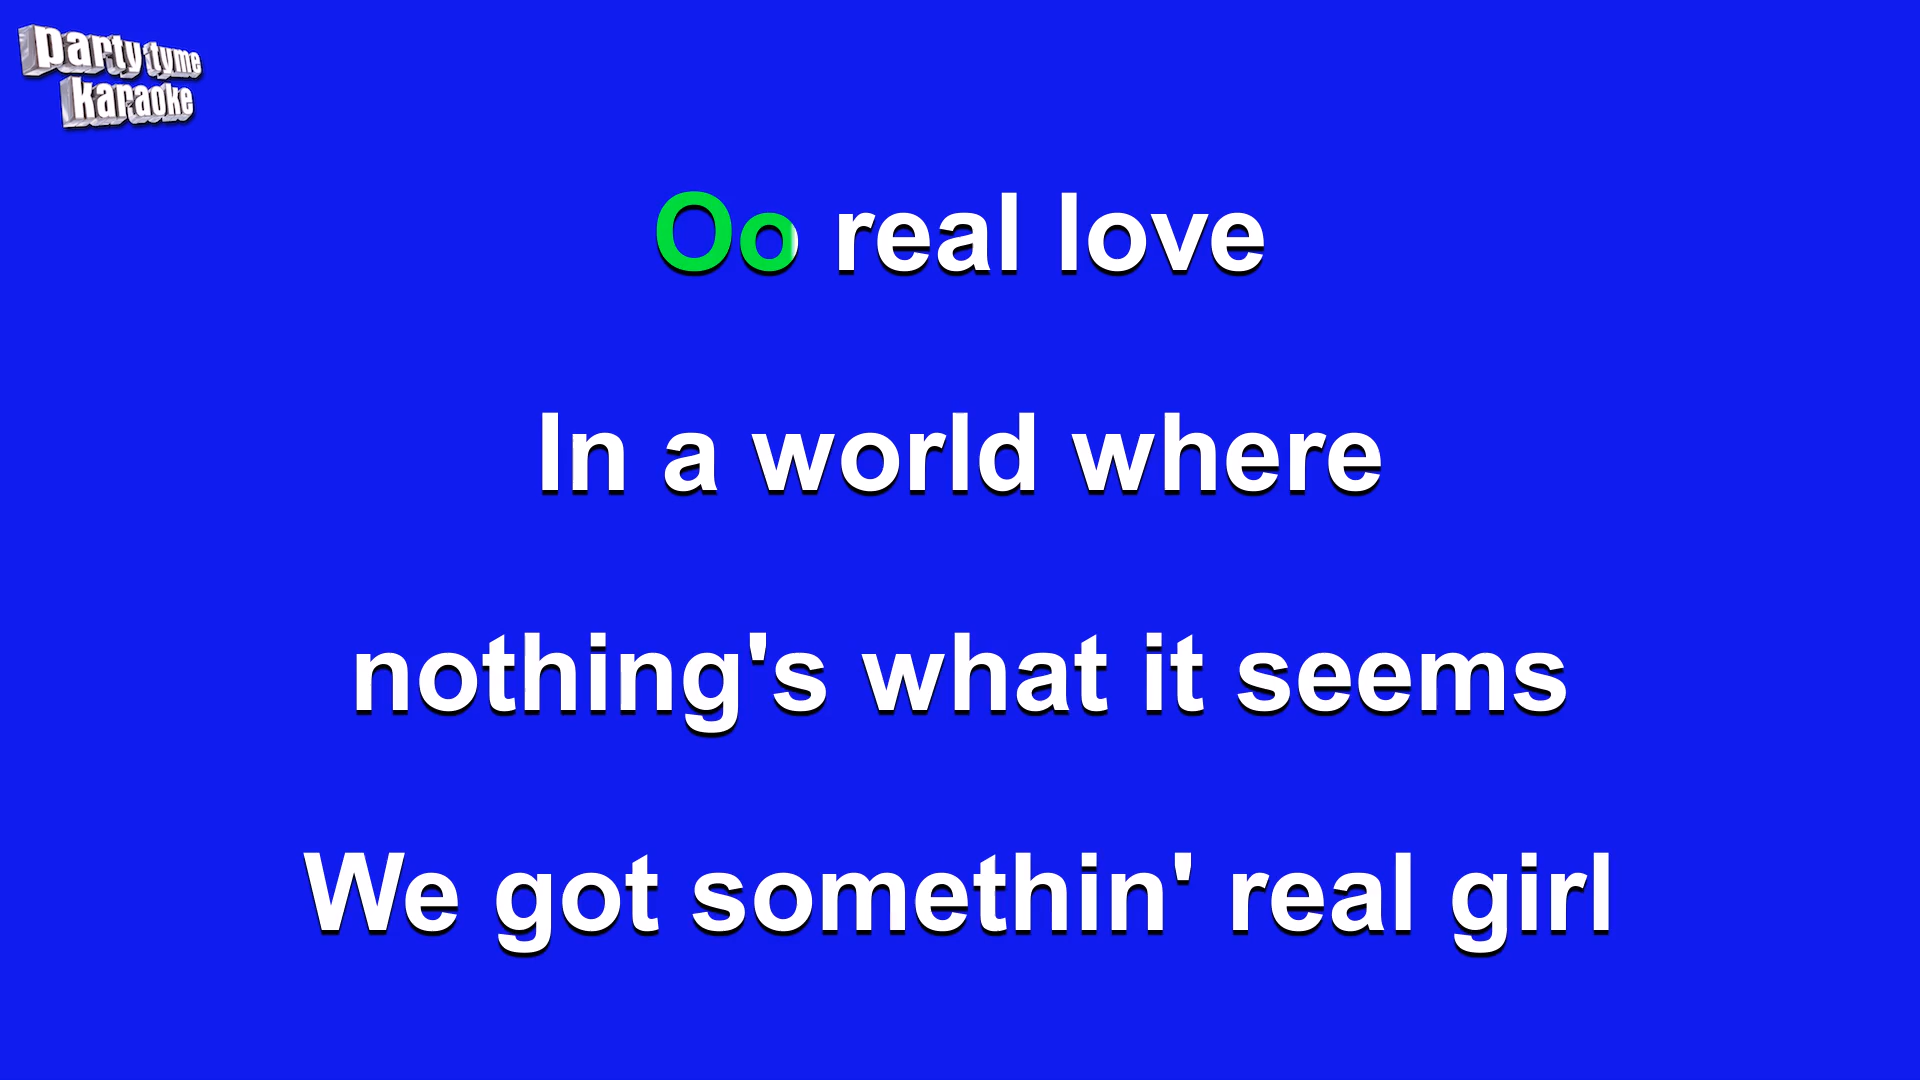 party tyme
karaoke
Oo real love
In a world where
nothing's what it seems
We got somethin' real girl